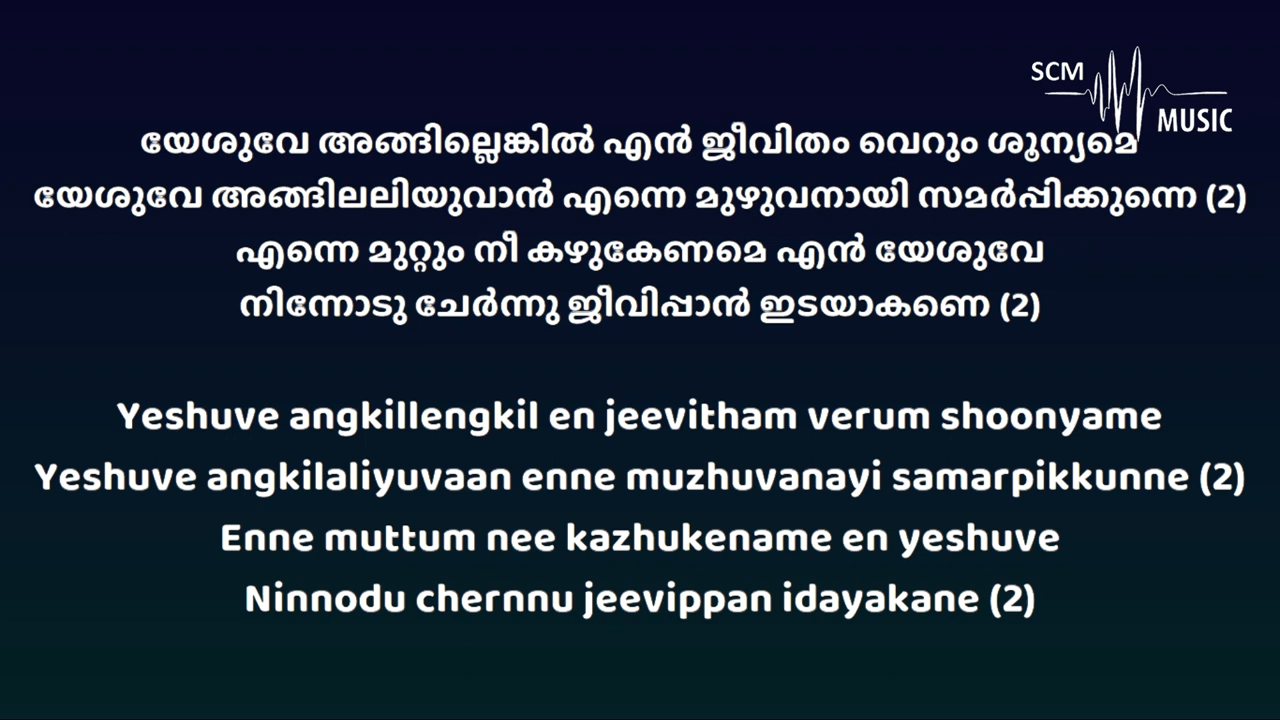 SCM
MUSIC
യേശുവേ അങ്ങില്ലെങ്കിൽ എൻ ജീവിതം വെറും ശൂന്യമെ
യേശുവേ അങ്ങിലലിയുവാൻ എന്നെ മുഴുവനായി സമർപ്പിക്കുന്നെ (2)
എന്നെ മുറ്റും നീ കഴുകേണമെ എൻ യേശുവേ
നിന്നോടു ചേർന്നു ജീവിപ്പാൻ ഇടയാകണെ (2)
Yeshuve angkillengkil en jeevitham verum shoonyame
Yeshuve angkilaliyuvaan enne muzhuvanayi samarpikkunne (2)
Enne muttum nee kazhukename en yeshuve
Ninnodu chernnu jeevippan idayakane (2)